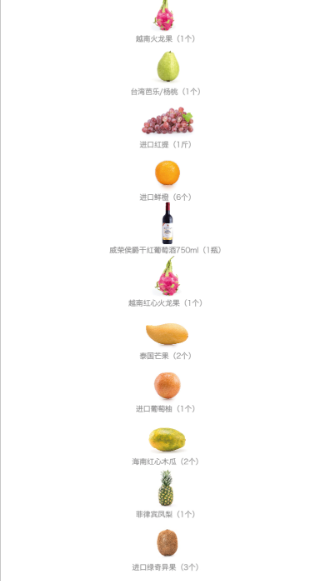 越南火龙果（1个）
台湾芭乐/杨桃（1个）
进口红提（1斤）
进口鲜橙（6个）
威荣侯爵干红葡萄酒750ml（1瓶）
越南红心火龙果（1个）
泰国芒果（2个）
进口葡萄柚（1个）
海南红心木瓜（2个）
菲律宾凤梨（1个）
进口绿奇异果（3个）